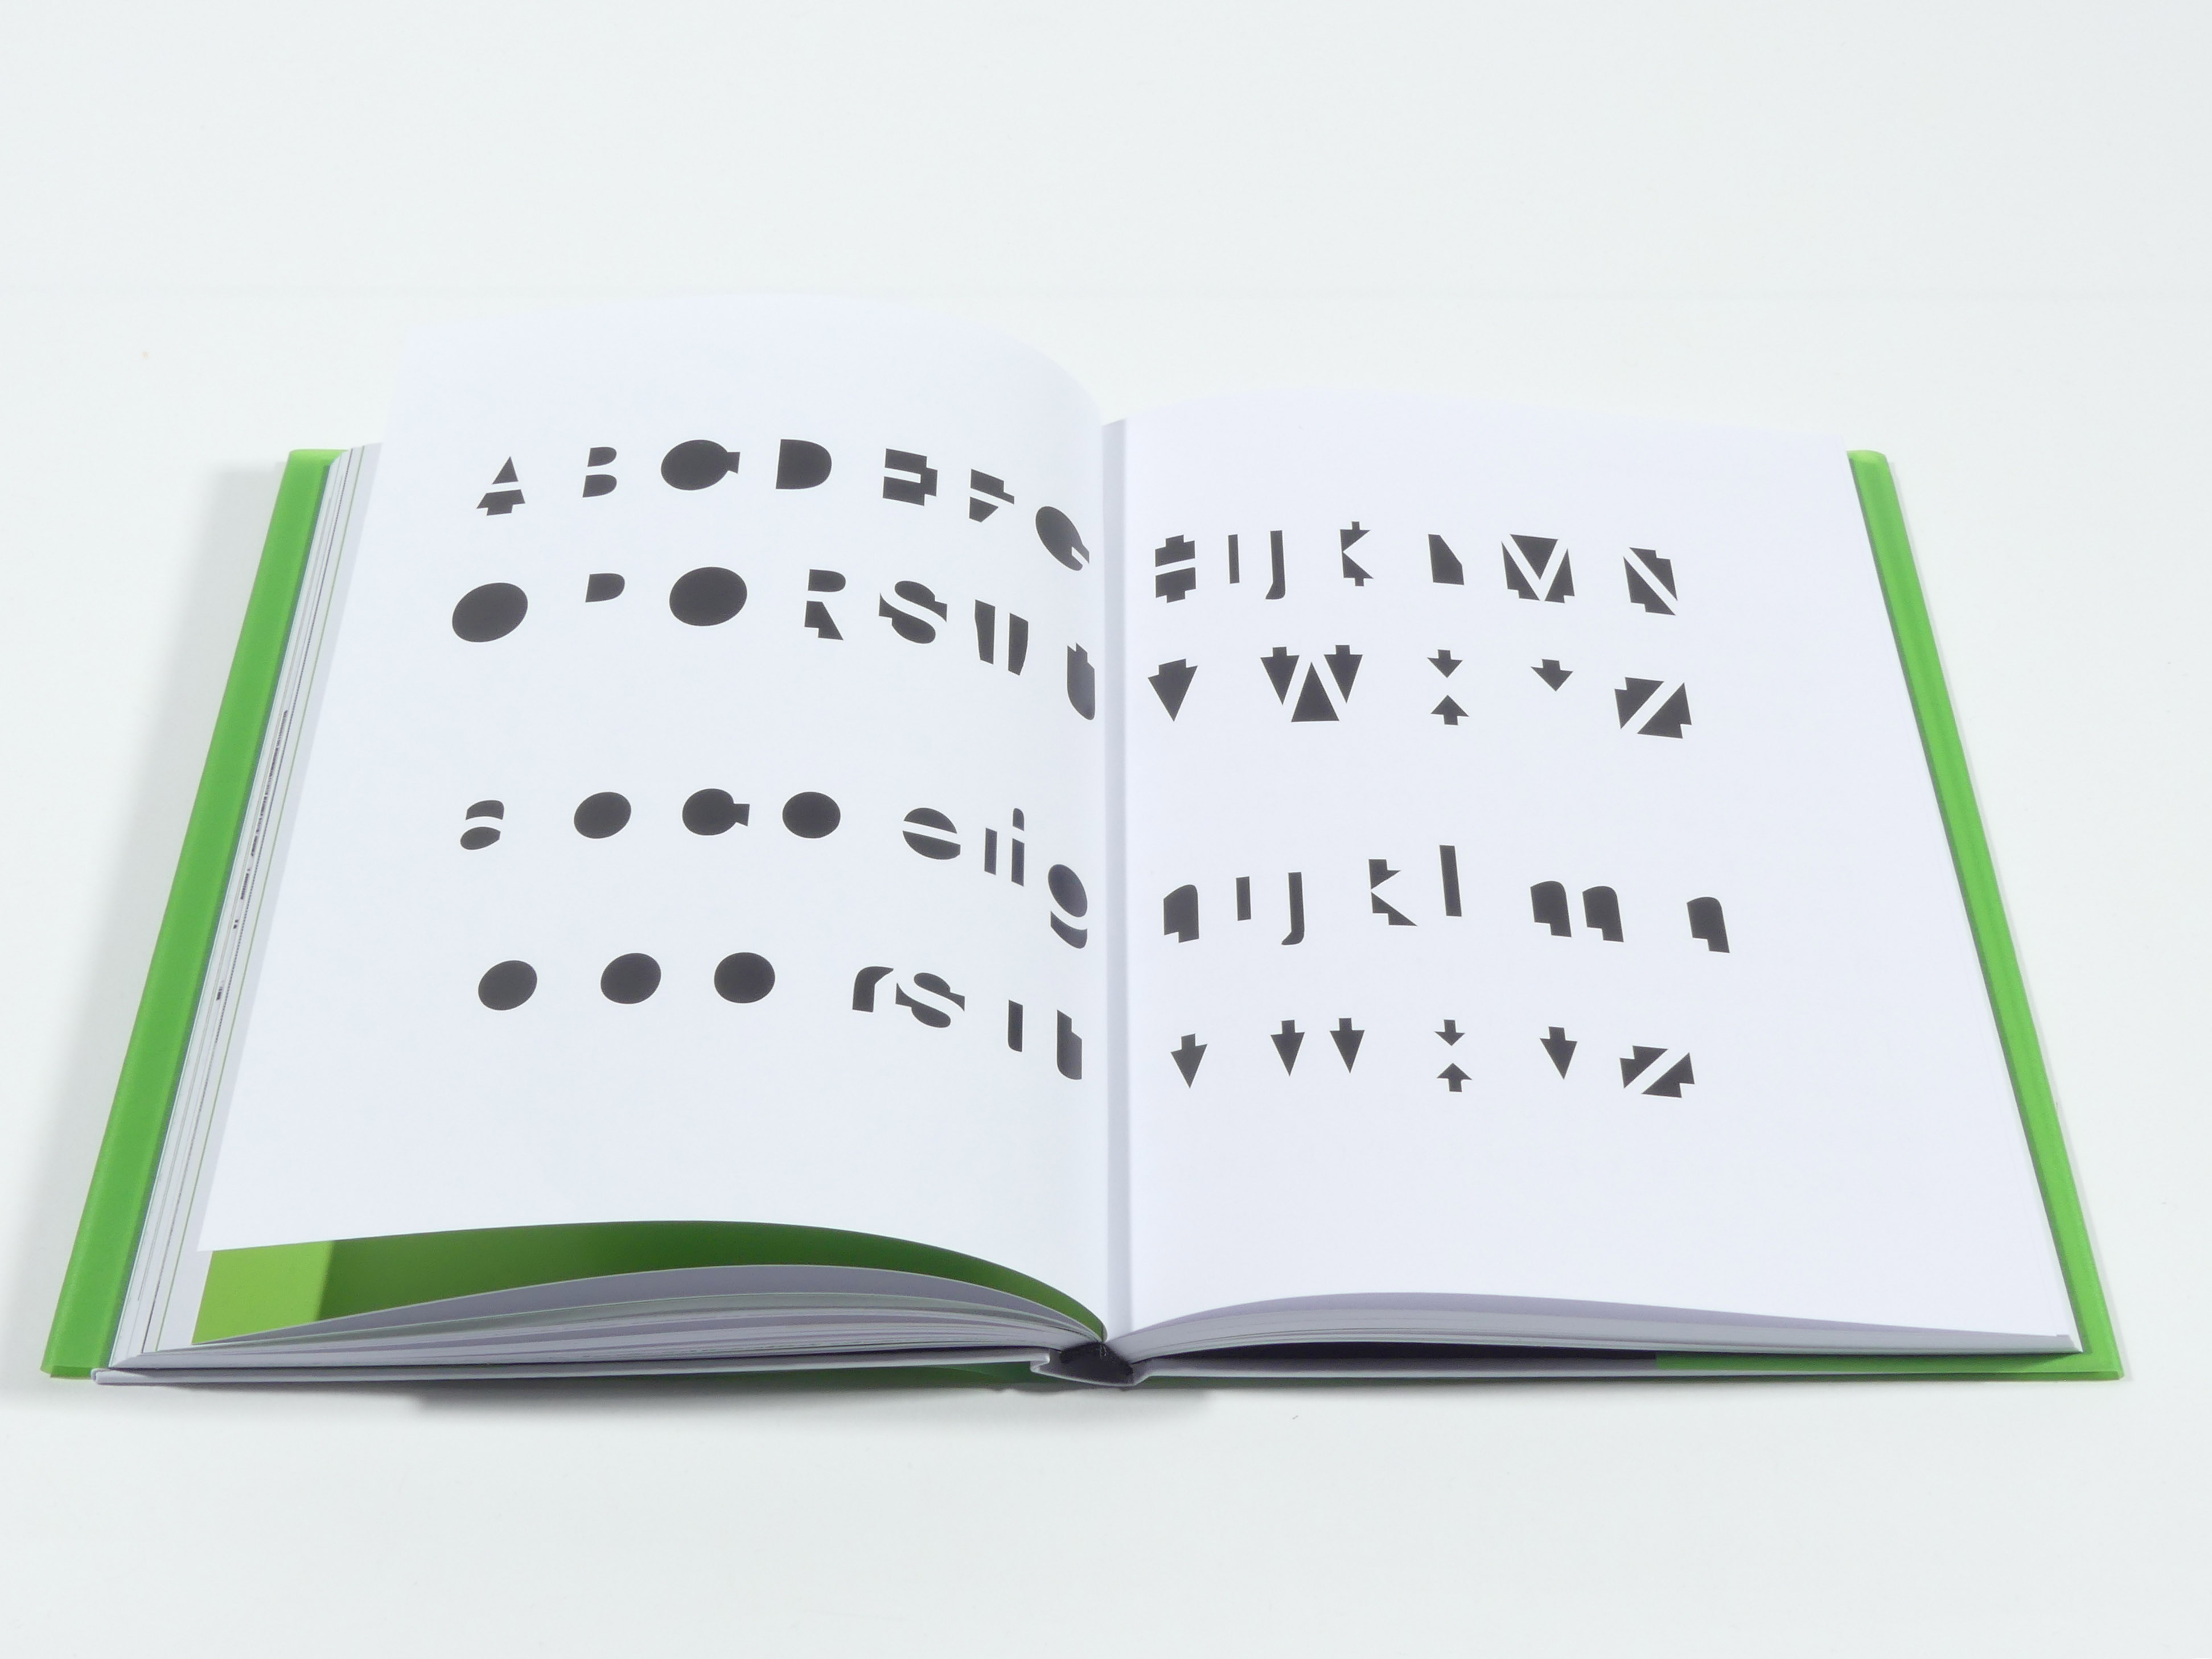 A B C D E F G
O P Q R S T U
a b c d e f g
o p q r s t u
H I J K L M N
V W X Y Z
h i j k l m n
v w x y z